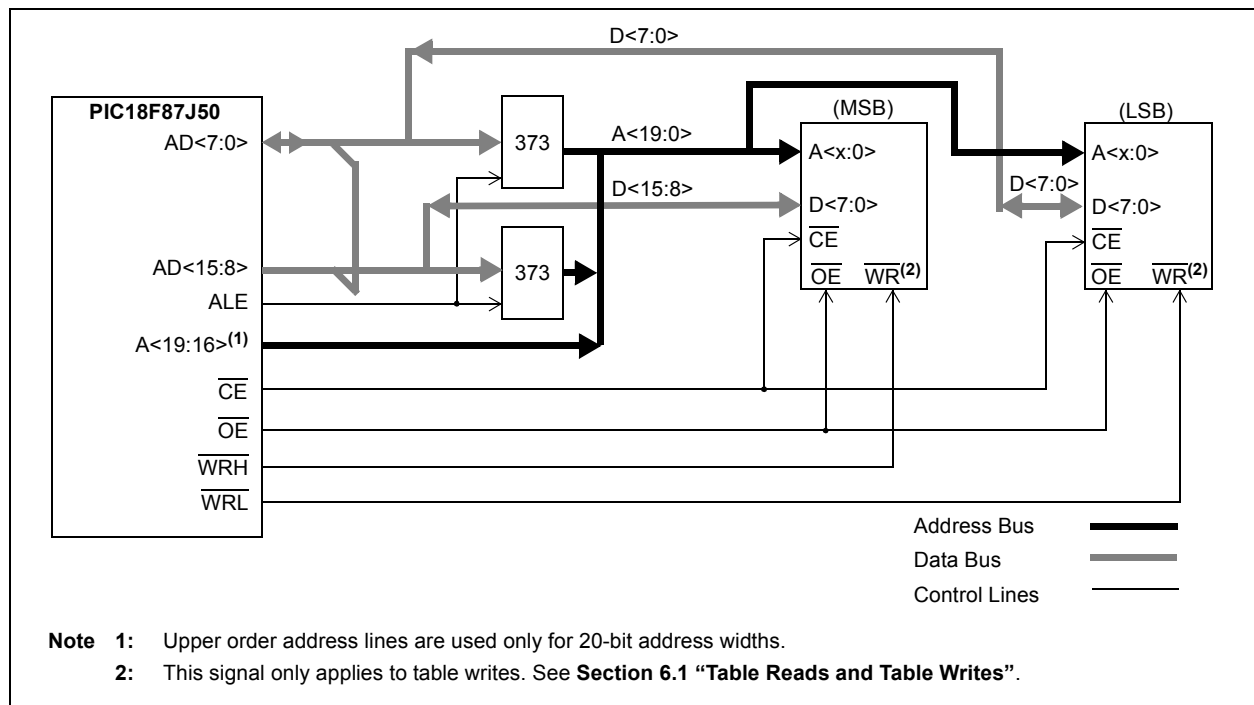 D<7:0>
PIC18F87J50
AD<7:0>
373
A<19:0>
(MSB)
A<x:0>
(LSB)
A<x:0>
D<15:8>
D<7:0>
D<7:0>
D<7:0>
AD<15:8>
373
CE
OE
WR(2)
CE
OE
WR(2)
ALE
A<19:16>(1)
CE
OE
WRH
WRL
Address Bus
Data Bus
Control Lines
Note 1: Upper order address lines are used only for 20-bit address widths.
2: This signal only applies to table writes. See Section 6.1 “Table Reads and Table Writes”.